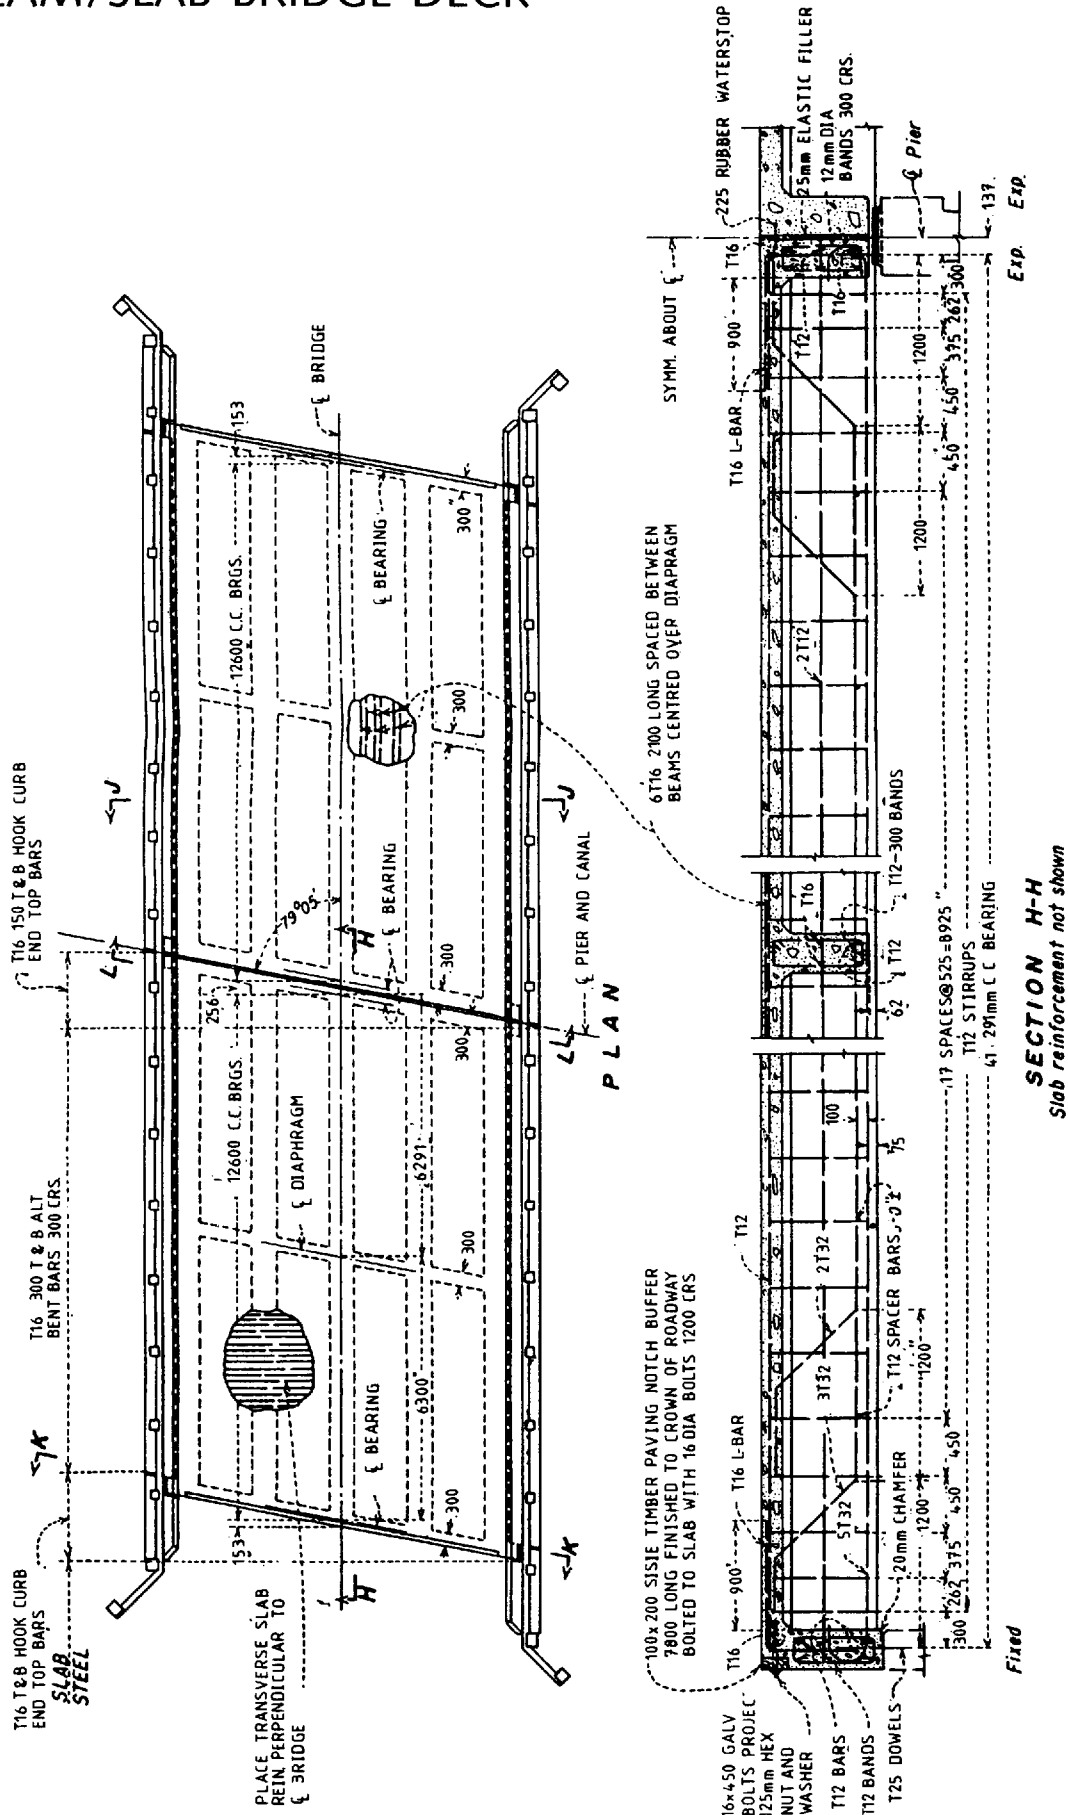 EAM/SLAB BRIDGE DECK
T16 T&B HOOK CURB
END TOP BARS
SLAB
STEEL
T16 300 T & B ALT
BENT BARS 300 CRS.
T16 150 T & B HOOK CURB
END TOP BARS
K
J
L
153
12600 C.C. BRGS.
256
12600 C.C. BRGS.
153
79°05'
℄ BRIDGE
℄ DIAPHRAGM
H
H
6300
6291
℄ BEARING
℄ BEARING
℄ BEARING
300
300
300
300
300
300
K
L
J
PLACE TRANSVERSE SLAB
REIN. PERPENDICULAR TO
℄ BRIDGE
℄ PIER AND CANAL
PLAN
6T16 2100 LONG SPACED BETWEEN
BEAMS CENTRED OVER DIAPRAGM
100x200 SISIE TIMBER PAVING NOTCH BUFFER
7800 LONG FINISHED TO CROWN OF ROADWAY
BOLTED TO SLAB WITH 16 DIA BOLTS 1200 CRS
SYMM. ABOUT ℄
225 RUBBER WATERSTOP
25mm ELASTIC FILLER
12mm DIA
BANDS 300 CRS.
℄ Pier
T16
900
T16 L-BAR
T12
T16 L-BAR
900
T16
16x450 GALV
BOLTS PROJEC
125mm HEX
NUT AND
WASHER
T12 BARS
T12 BANDS
T25 DOWELS
20mm CHAMFER
5T32
3T32
2T32
T12 SPACER BARS
100
75
62
T12
T16
T12-300 BANDS
2T12
T12
T16
300
262
375
450
450
1200
1200
17 SPACES@525=8925
450
450
375
262
300
1200
1200
T12 STIRRUPS
41. 291mm C C BEARING
137
Fixed
Exp.
Exp.
SECTION H-H
Slab reinforcement not shown